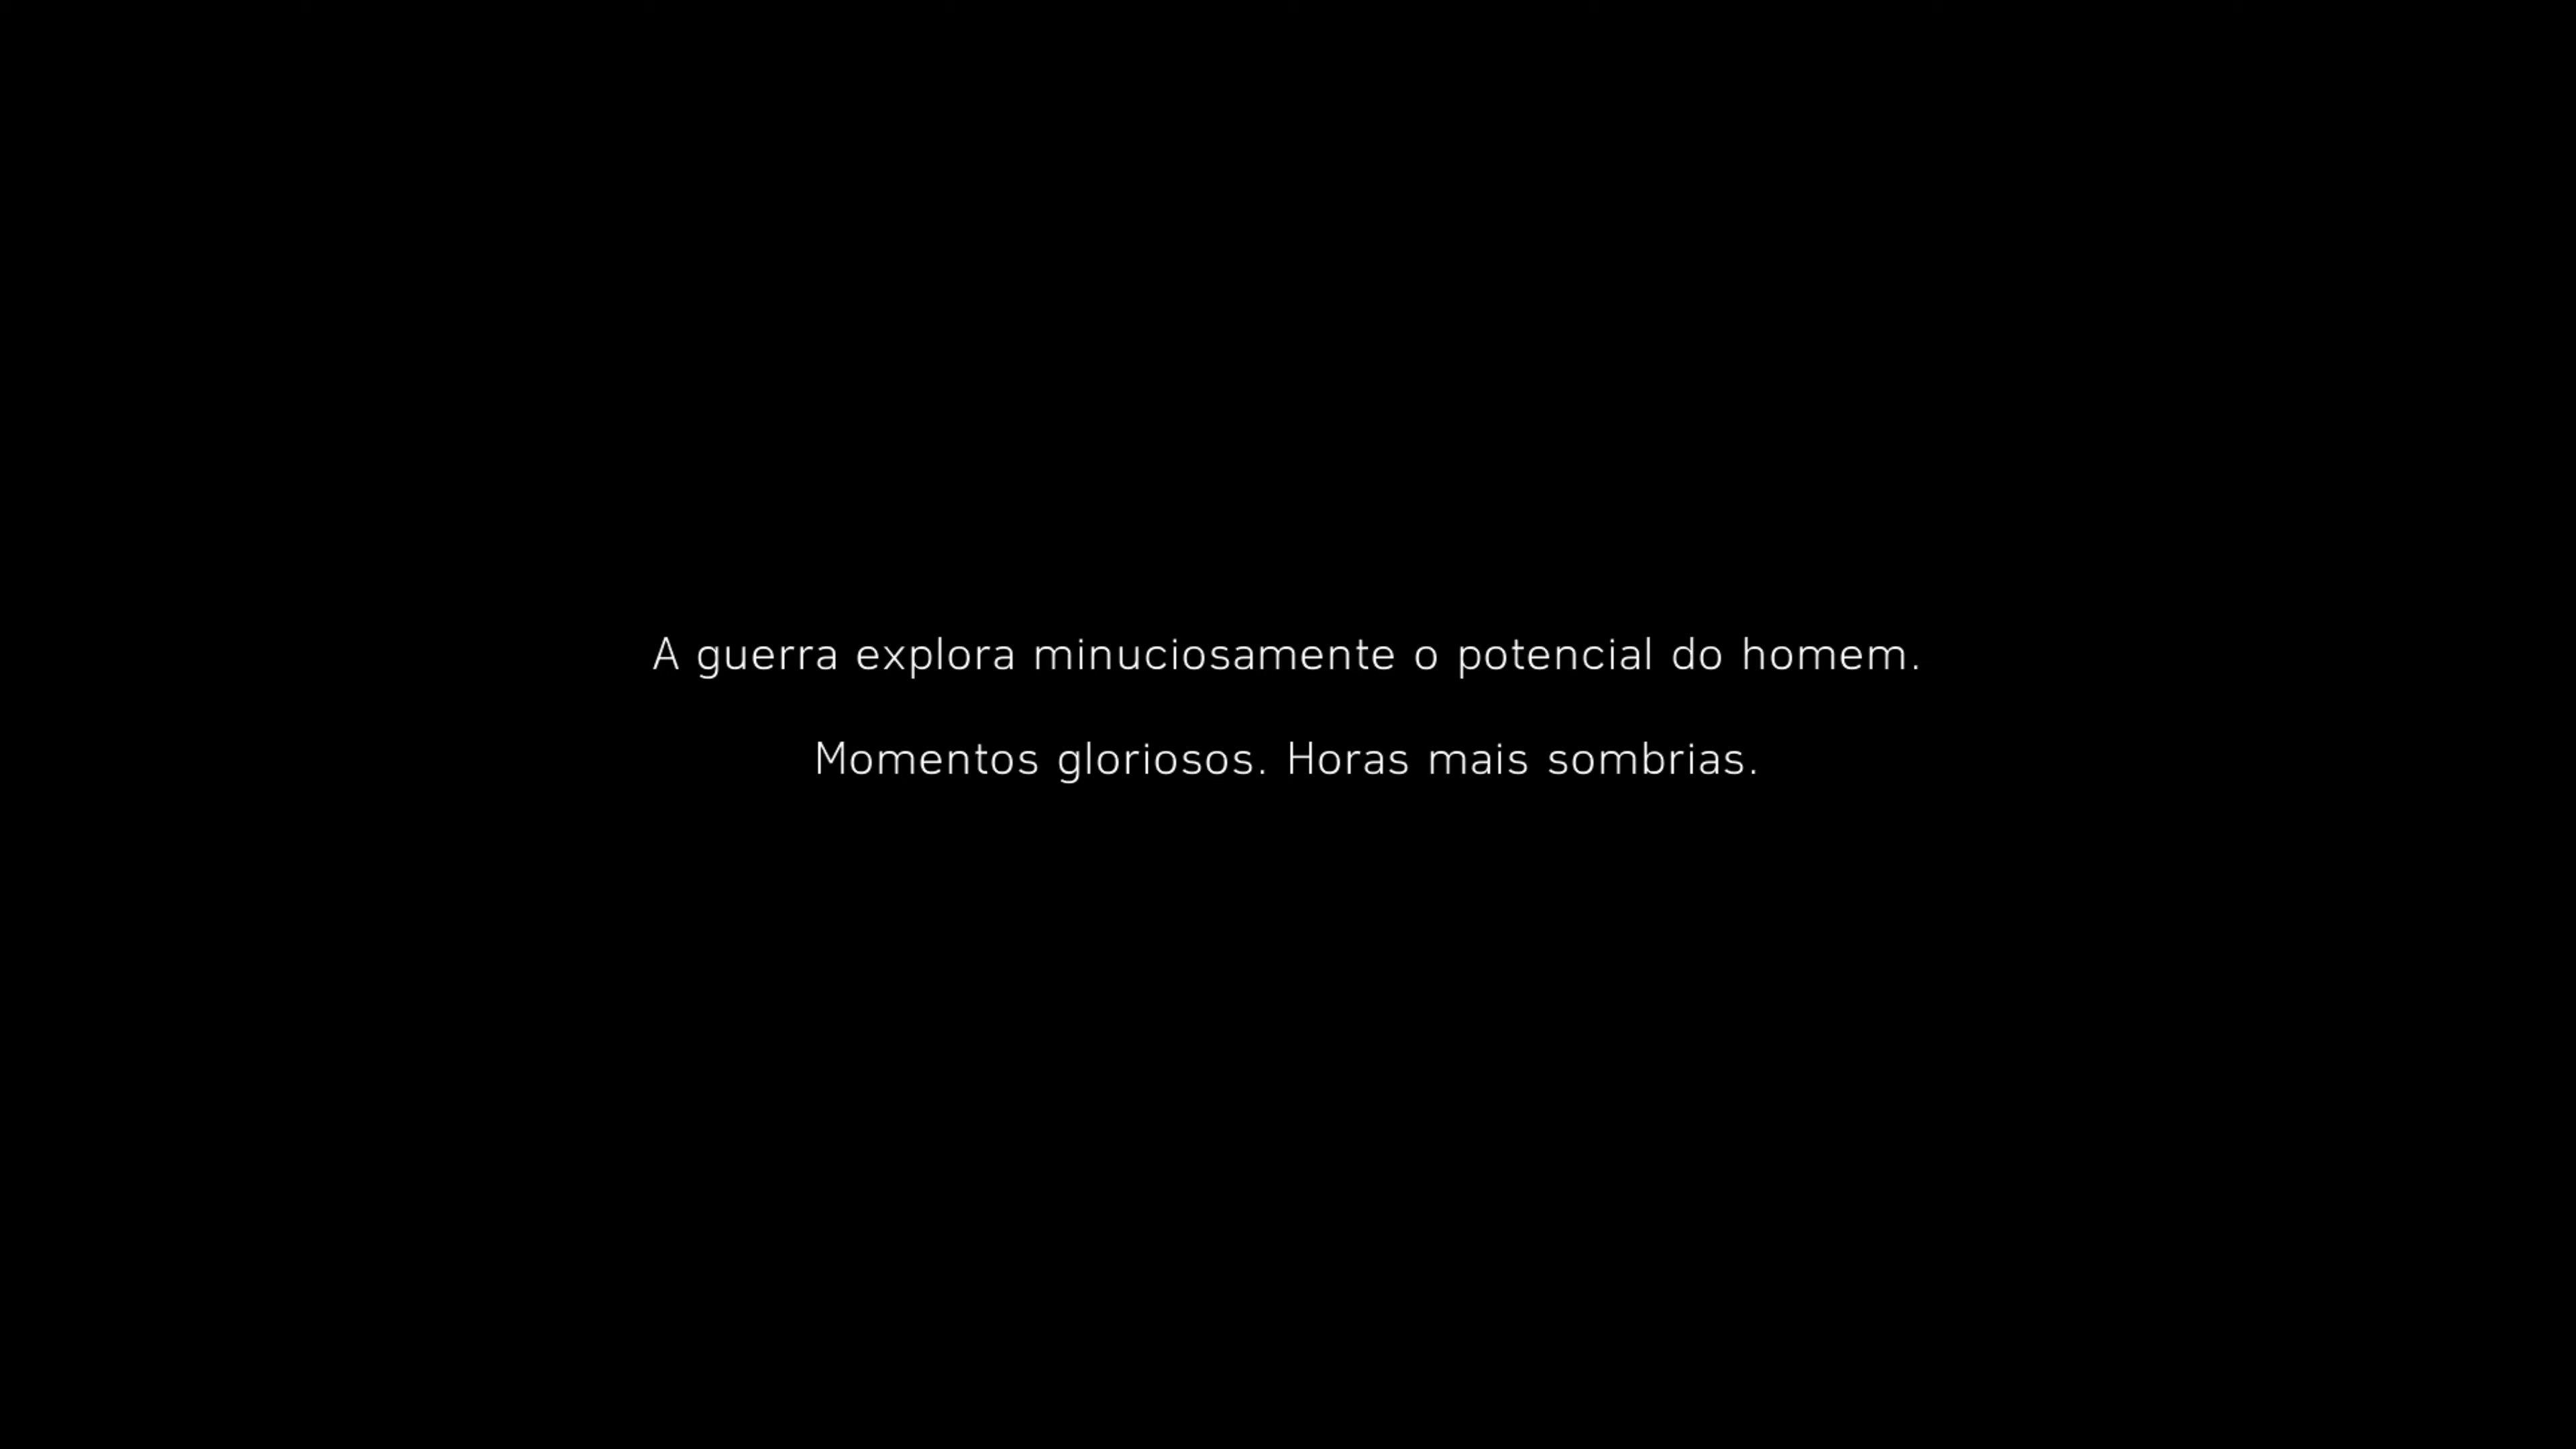 A guerra explora minuciosamente o potencial do homem.
Momentos gloriosos. Horas mais sombrias.